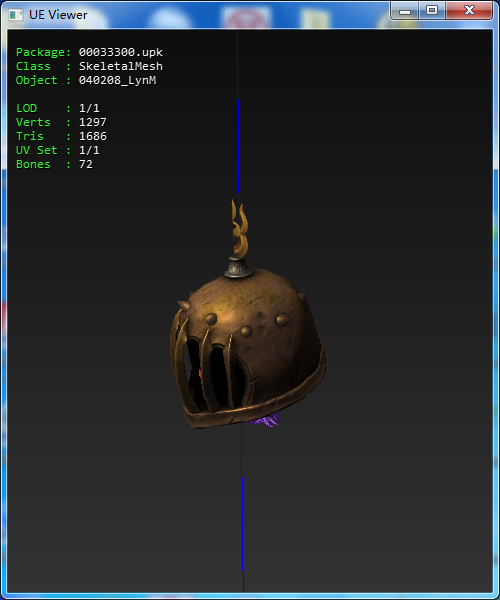 UE Viewer
Package: 00033300.upk
Class : SkeletalMesh
Object : 040208_LynM
LOD : 1/1
Verts : 1297
Tris : 1686
UV Set : 1/1
Bones : 72